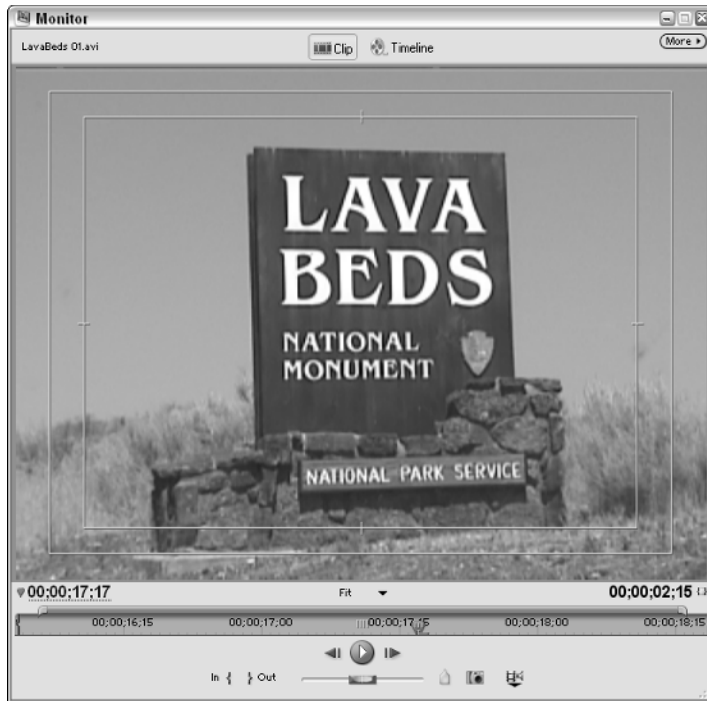 Monitor
More
LavaBeds 01.avi
Clip
Timeline
LAVA
BEDS
NATIONAL
MONUMENT
NATIONAL PARK SERVICE
00;00;17;17
Fit
00;00;02;15
00;00;16;15
00;00;17;00
00;00;17;15
00;00;18;00
00;00;18;15
In { } Out